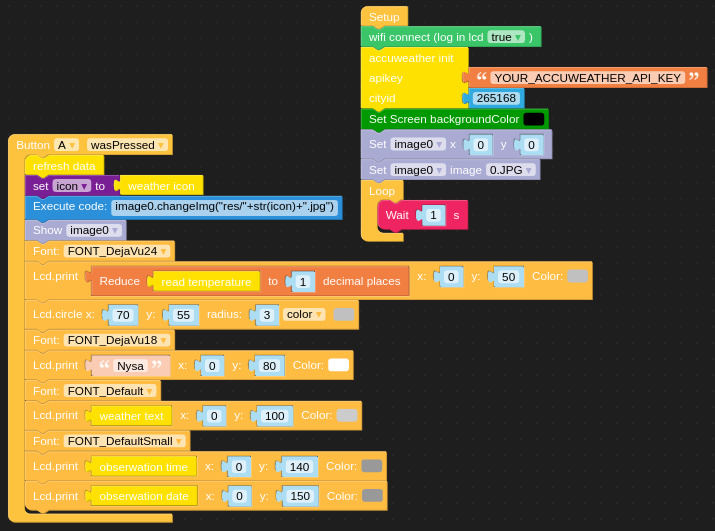 Setup
wifi connect (log in lcd true ▾ )
accuweather init
apikey “ YOUR_ACCUWEATHER_API_KEY ”
cityid 265168
Set Screen backgroundColor
Set image0 ▾ x 0 y 0
Set image0 ▾ image 0.JPG ▾
Loop
Wait 1 s
Button A ▾ wasPressed ▾
refresh data
set icon ▾ to weather icon
Execute code: image0.changeImg("res/"+str(icon)+".jpg")
Show image0 ▾
Font: FONT_DejaVu24 ▾
Lcd.print Reduce read temperature to 1 decimal places x: 0 y: 50 Color:
Lcd.circle x: 70 y: 55 radius: 3 color ▾
Font: FONT_DejaVu18 ▾
Lcd.print “ Nysa ” x: 0 y: 80 Color:
Font: FONT_Default ▾
Lcd.print weather text x: 0 y: 100 Color:
Font: FONT_DefaultSmall ▾
Lcd.print observation time x: 0 y: 140 Color:
Lcd.print observation date x: 0 y: 150 Color: